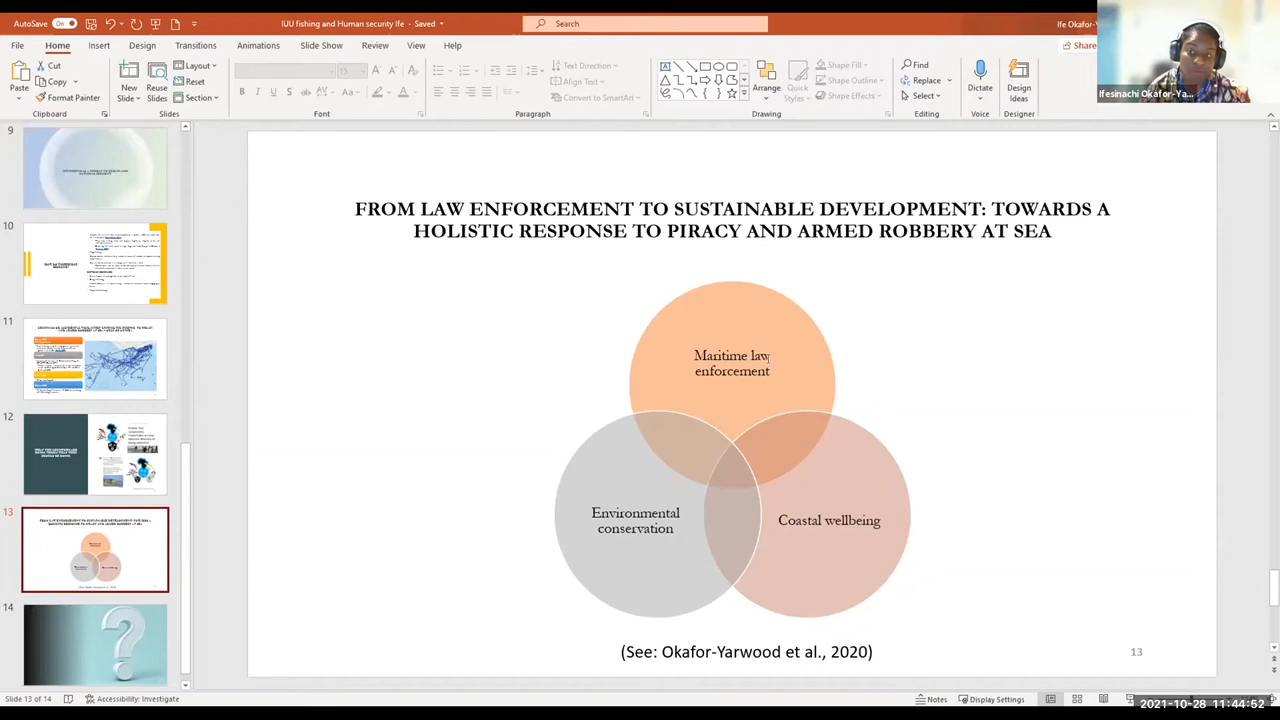 AutoSave
On
IUU fishing and Human security Ife - Saved
Search
Ife Okafor-Ya
File
Home
Insert
Design
Transitions
Animations
Slide Show
Review
View
Help
Share
Ifesinachi Okafor-Ya...
Paste
Cut
Copy
Format Painter
Clipboard
New
Slide
Reuse
Slides
Layout
Reset
Section
Slides
Font
Text Direction
Align Text
Convert to SmartArt
Paragraph
Arrange
Quick
Styles
Shape Fill
Shape Outline
Shape Effects
Drawing
Find
Replace
Select
Editing
Dictate
Voice
Design
Ideas
Designer
9
10
11
12
13
14
FROM LAW ENFORCEMENT TO SUSTAINABLE DEVELOPMENT: TOWARDS A
HOLISTIC RESPONSE TO PIRACY AND ARMED ROBBERY AT SEA
Maritime law
enforcement
Environmental
conservation
Coastal wellbeing
(See: Okafor-Yarwood et al., 2020)
13
Slide 13 of 14
Accessibility: Investigate
Notes
Display Settings
2021-10-28 11:44:52